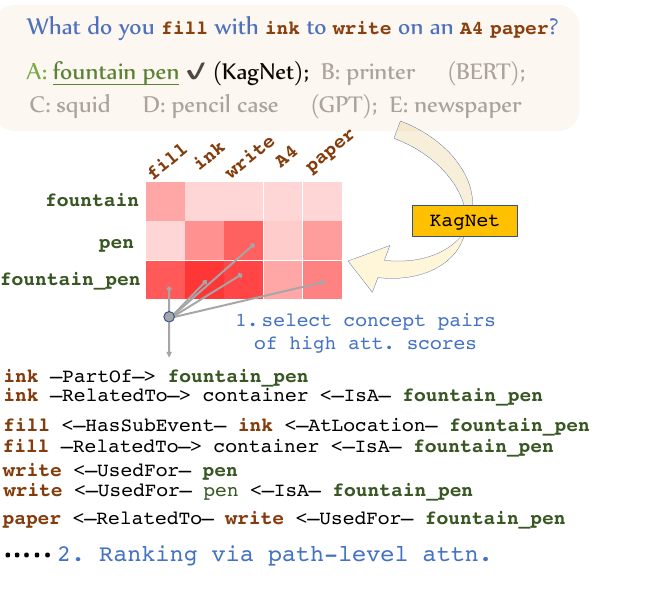 What do you fill with ink to write on an A4 paper?
A: fountain pen ✔ (KagNet); B: printer (BERT);
C: squid D: pencil case (GPT); E: newspaper
fill ink write A4 paper
fountain
pen
fountain_pen
KagNet
1.select concept pairs
of high att. scores
ink —PartOf—> fountain_pen
ink —RelatedTo—> container <—IsA— fountain_pen
fill <—HasSubEvent— ink <—AtLocation— fountain_pen
fill —RelatedTo—> container <—IsA— fountain_pen
write <—UsedFor— pen
write <—UsedFor— pen <—IsA— fountain_pen
paper <—RelatedTo— write <—UsedFor— fountain_pen
••••• 2. Ranking via path-level attn.